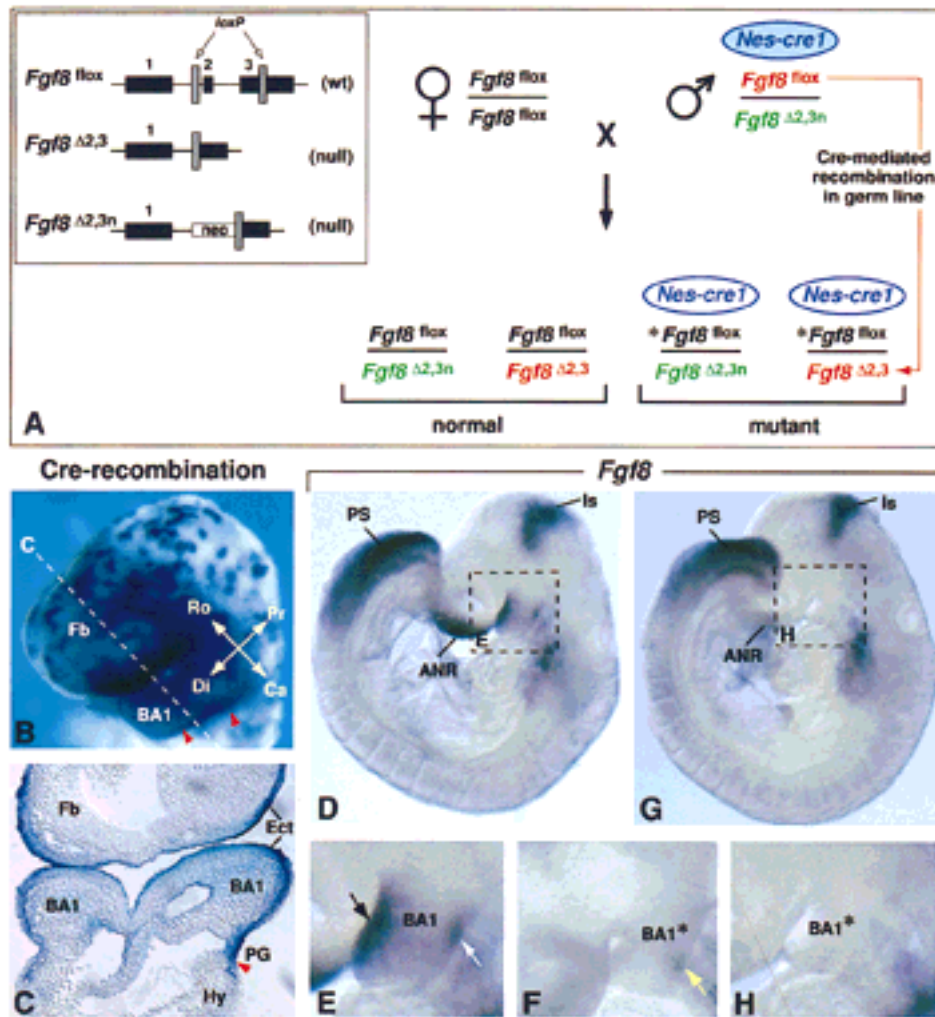 loxP
1 2 3
Fgf8 flox (wt)
1
Fgf8 Δ2,3 (null)
1
Fgf8 Δ2,3n neo (null)
♀ Fgf8 flox
Fgf8 flox
X
Nes-cre1
♂ Fgf8 flox
Fgf8 Δ2,3n
Cre-mediated
recombination
in germ line
Nes-cre1 Nes-cre1
Fgf8 flox Fgf8 flox *Fgf8 flox *Fgf8 flox
Fgf8 Δ2,3n Fgf8 Δ2,3 Fgf8 Δ2,3n Fgf8 Δ2,3
normal mutant
A
Cre-recombination
Fgf8
C
Fb
Ro Pr
Di Ca
BA1
B
PS
Is
E
ANR
D
PS
Is
H
ANR
G
Fb
Ect
BA1 BA1
PG
Hy
C
BA1
E
BA1*
F
BA1*
H